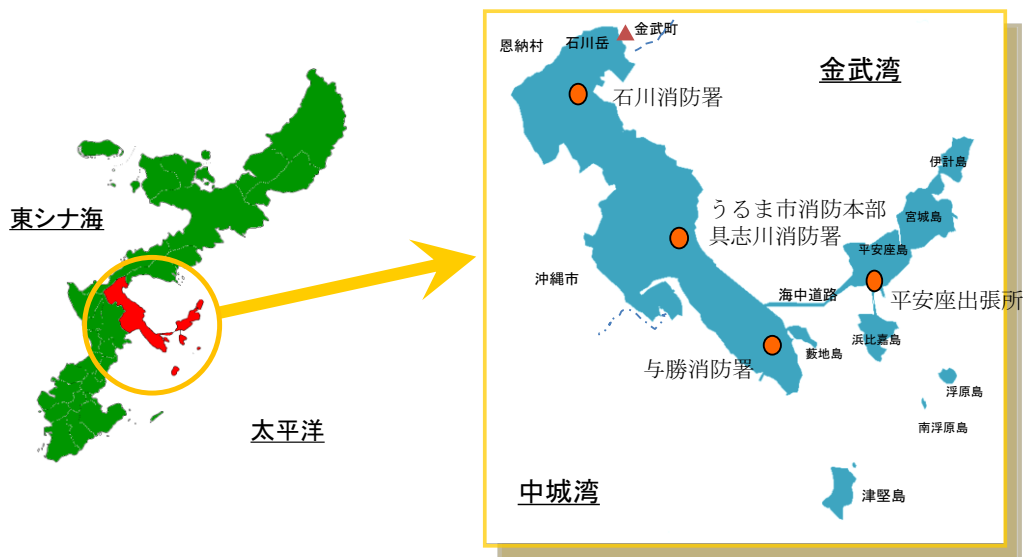 東シナ海
太平洋
恩納村
石川岳
金武町
金武湾
石川消防署
伊計島
うるま市消防本部
具志川消防署
宮城島
平安座島
沖縄市
海中道路
平安座出張所
浜比嘉島
藪地島
与勝消防署
浮原島
南浮原島
中城湾
津堅島